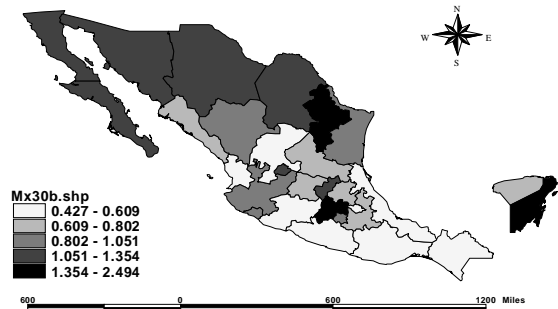 N
W E
S
Mx30b.shp
0.427 - 0.609
0.609 - 0.802
0.802 - 1.051
1.051 - 1.354
1.354 - 2.494
600 0 600 1200 Miles